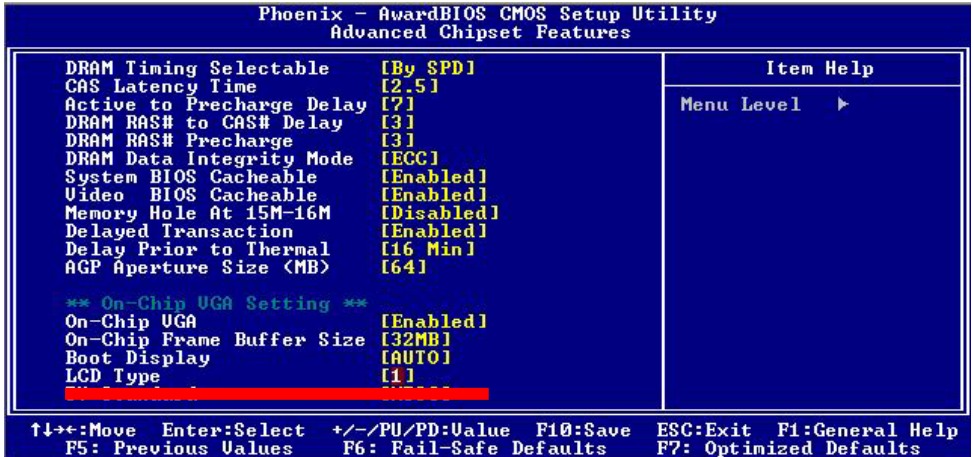 Phoenix - AwardBIOS CMOS Setup Utility
Advanced Chipset Features
DRAM Timing Selectable [By SPD]
CAS Latency Time [2.5]
Active to Precharge Delay [7]
DRAM RAS# to CAS# Delay [3]
DRAM RAS# Precharge [3]
DRAM Data Integrity Mode [ECC]
System BIOS Cacheable [Enabled]
Video BIOS Cacheable [Enabled]
Memory Hole At 15M-16M [Disabled]
Delayed Transaction [Enabled]
Delay Prior to Thermal [16 Min]
AGP Aperture Size (MB) [64]
** On-Chip VGA Setting **
On-Chip VGA [Enabled]
On-Chip Frame Buffer Size [32MB]
Boot Display [AUTO]
LCD Type [1]
Item Help
Menu Level ►
↑↓→←:Move Enter:Select +/-/PU/PD:Value F10:Save ESC:Exit F1:General Help
F5: Previous Values F6: Fail-Safe Defaults F7: Optimized Defaults